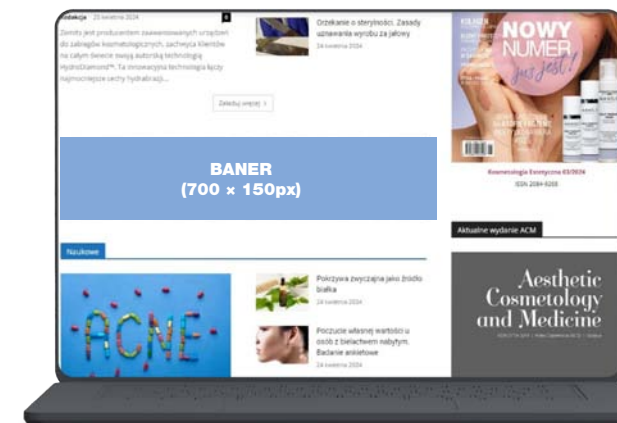 Redakcja - 25 kwietnia 2024
0
Zemits jest producentem zaawansowanych urządzeń
do zabiegów kosmetologicznych, zachwyca klientów
na całym świecie swoją autorską technologią
HydroDiamond™. Ta innowacyjna technologia łączy
najmocniejsze cechy hydrabrazji...
Załaduj więcej
Orzekanie o sterylności. Zasady
uznawania wyrobu za jałowy
24 kwietnia 2024
NOWY
NUMER
już jest!
Kosmetologia Estetyczna 03/2024
ISSN 2084-9265
BANER
(700 × 150px)
Aktualne wydanie ACM
Naukowe
ACNE
Pokrzywa zwyczajna jako źródło
białka
24 kwietnia 2024
Poczucie własnej wartości u
osób z bielactwem nabytym.
Badanie ankietowe
24 kwietnia 2024
Aesthetic
Cosmetology
and Medicine